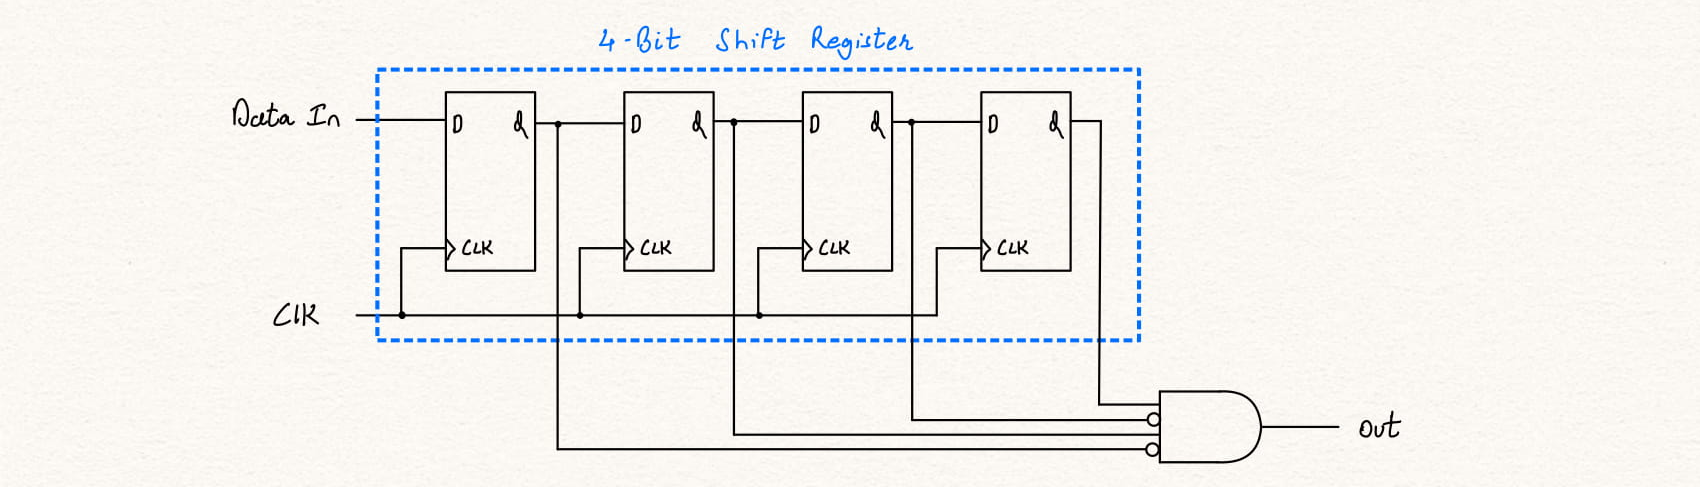 4-Bit Shift Register
Data In
D Q D Q D Q D Q
CLK CLK CLK CLK
ClK
out